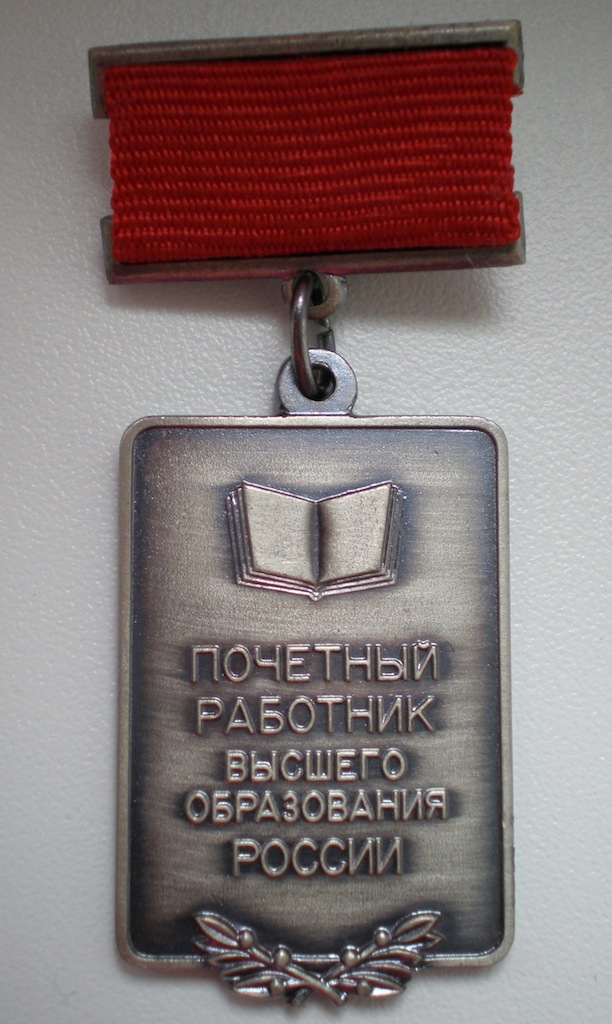 ПОЧЕТНЫЙ
РАБОТНИК
ВЫСШЕГО
ОБРАЗОВАНИЯ
РОССИИ